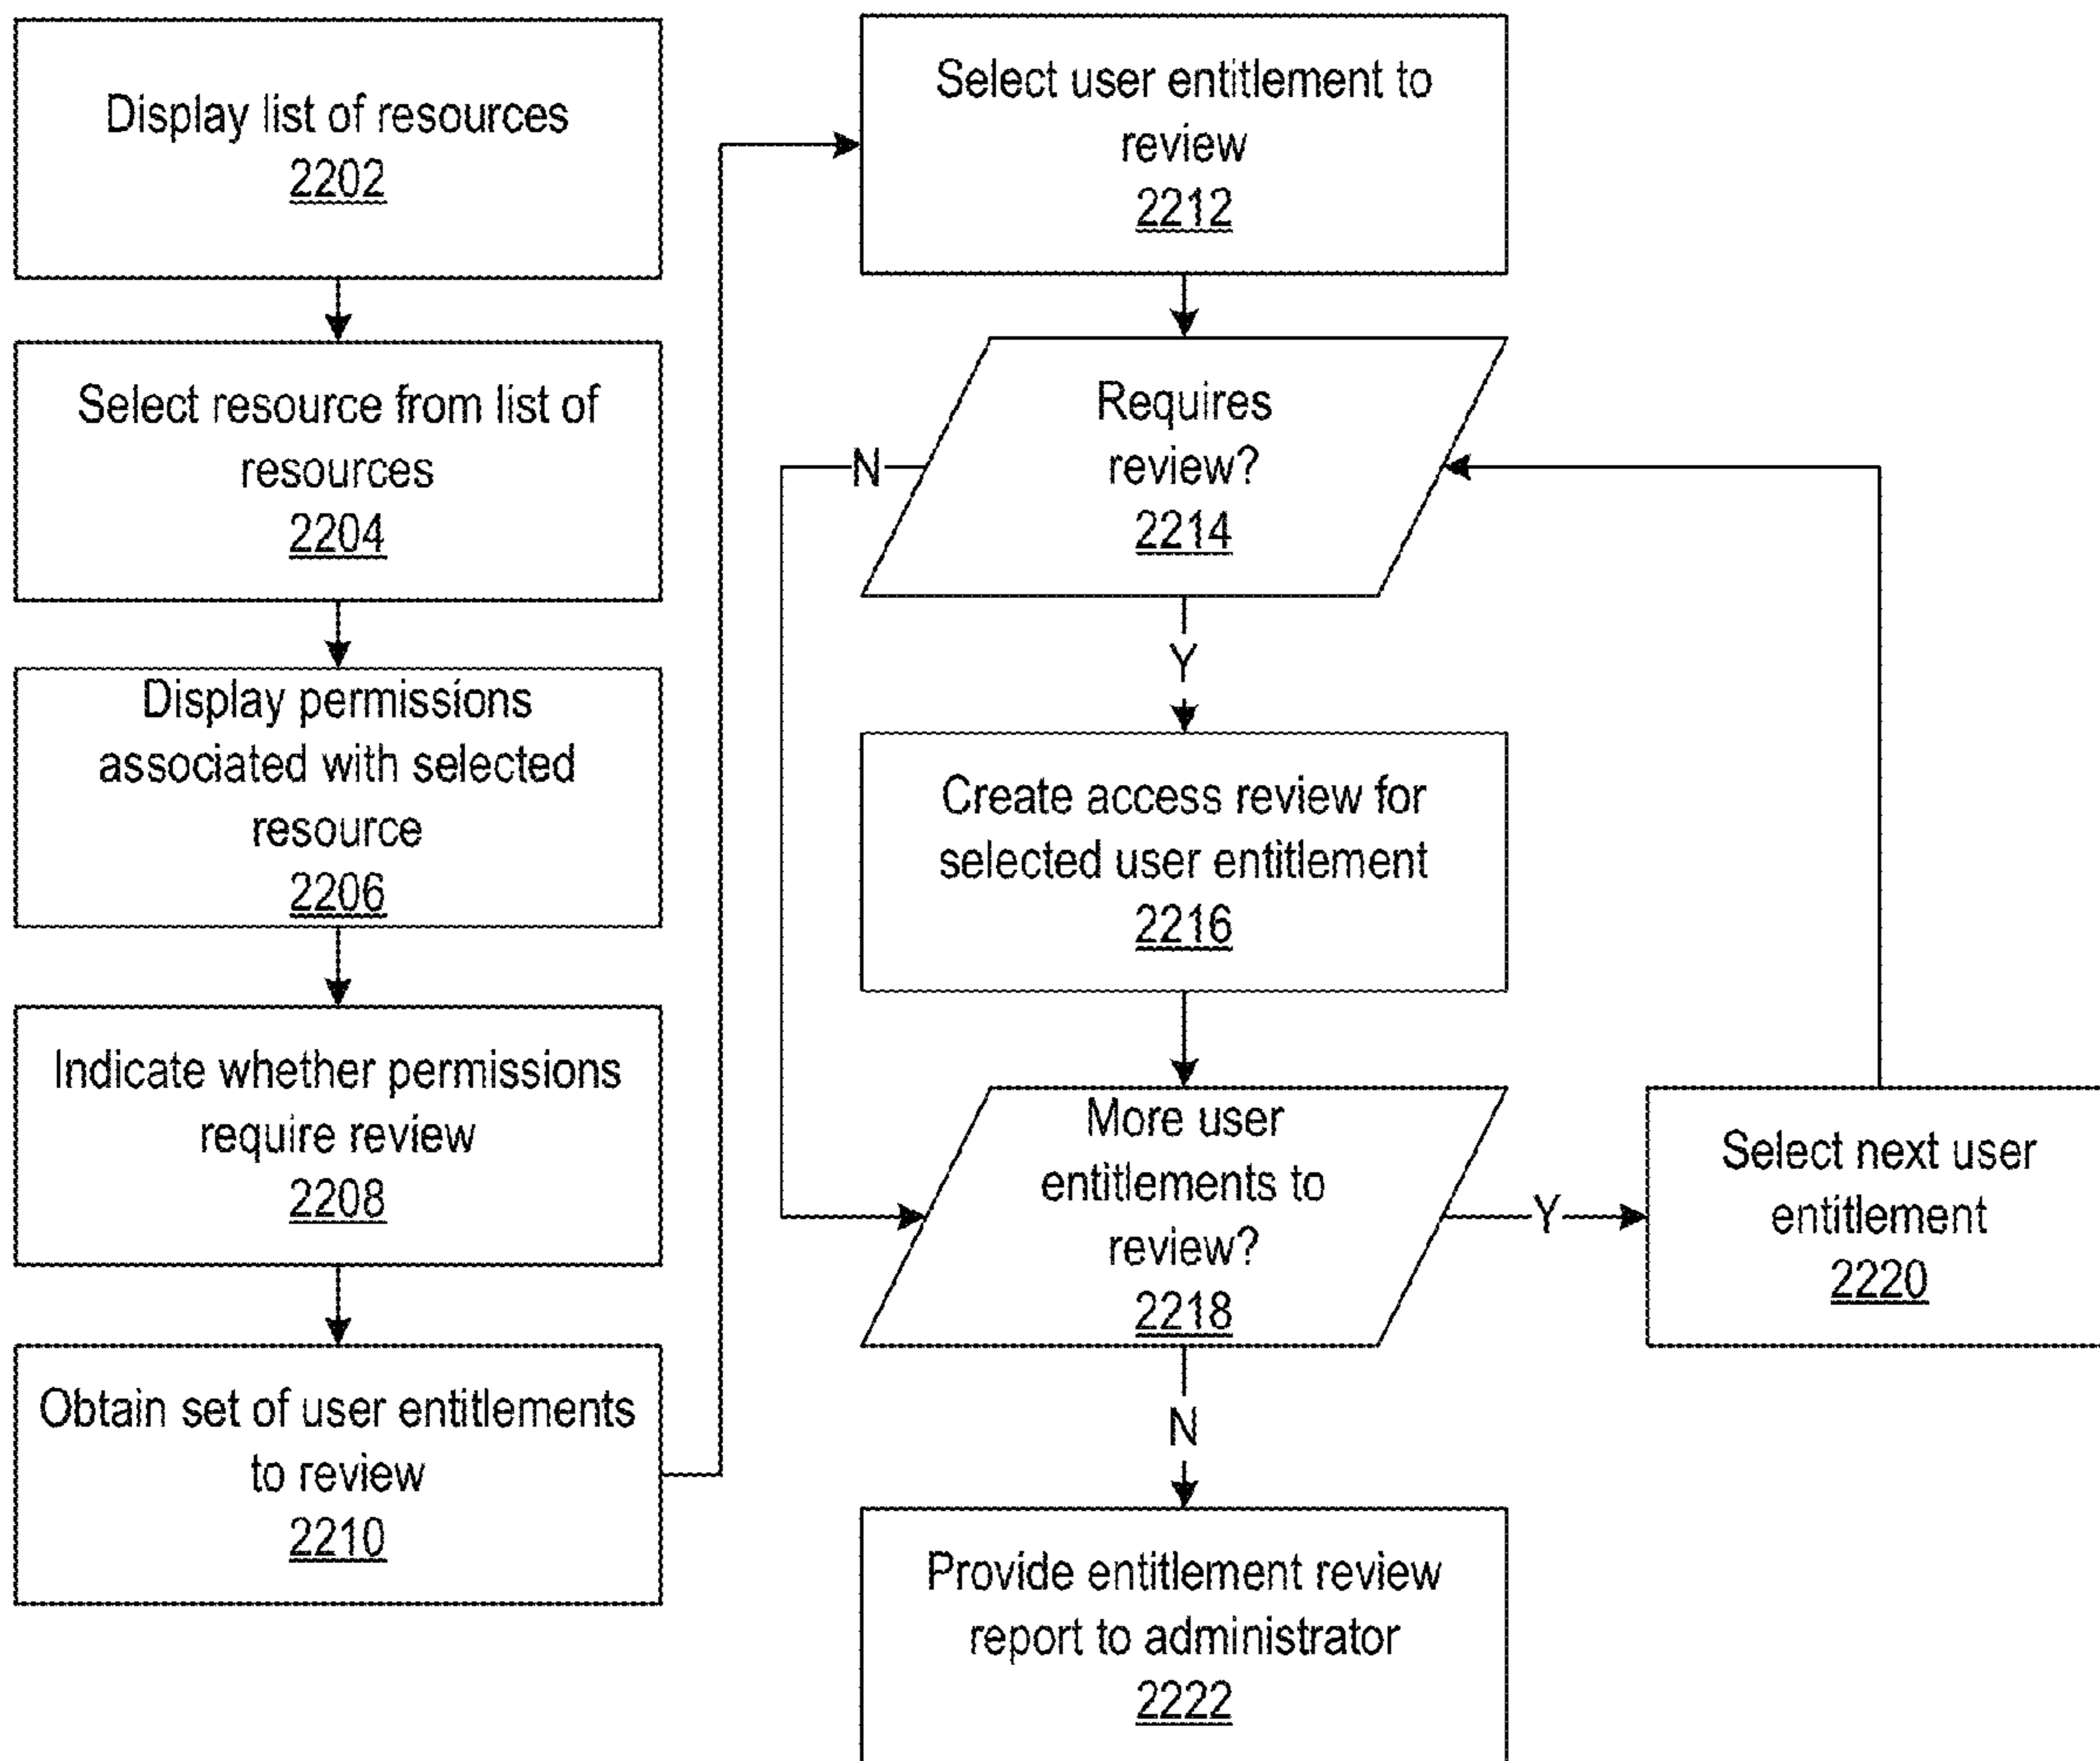 Display list of resources
2202
Select resource from list of
resources
2204
Display permissions
associated with selected
resource
2206
Indicate whether permissions
require review
2208
Obtain set of user entitlements
to review
2210
Select user entitlement to
review
2212
Requires
review?
2214
N
Y
Create access review for
selected user entitlement
2216
More user
entitlements to
review?
2218
Y
Select next user
entitlement
2220
N
Provide entitlement review
report to administrator
2222